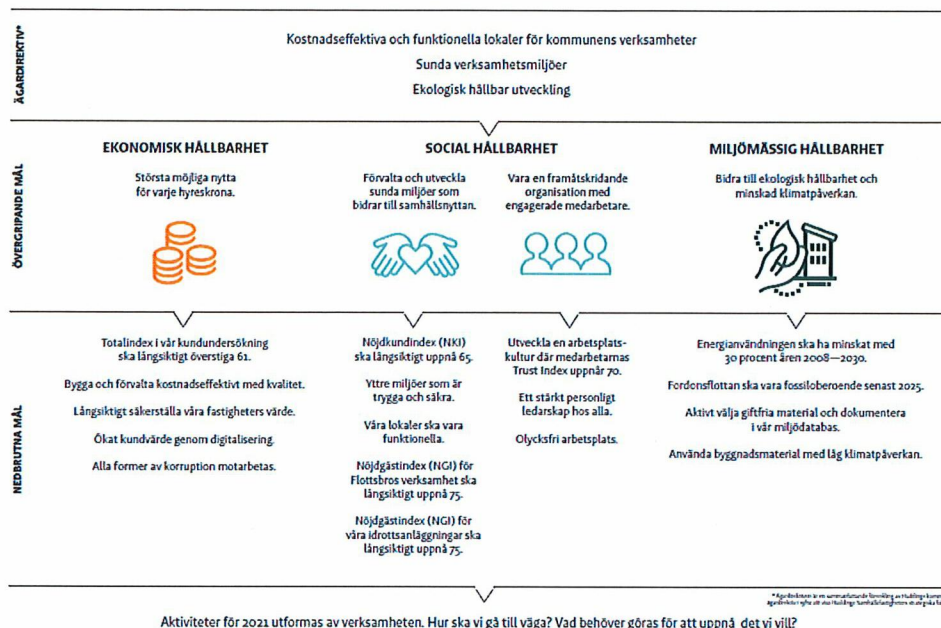 ÄGARDIREKTIV*
Kostnadseffektiva och funktionella lokaler för kommunens verksamheter
Sunda verksamhetsmiljöer
Ekologisk hållbar utveckling
ÖVERGRIPANDE MÅL
EKONOMISK HÅLLBARHET
Största möjliga nytta
för varje hyreskrona.
SOCIAL HÅLLBARHET
Förvalta och utveckla
sunda miljöer som
bidrar till samhällsnyttan.
Vara en framåtskridande
organisation med
engagerade medarbetare.
MILJÖMÄSSIG HÅLLBARHET
Bidra till ekologisk hållbarhet och
minskad klimatpåverkan.
NEDBRUTNA MÅL
Totalindex i vår kundundersökning
ska långsiktigt överstiga 61.
Bygga och förvalta kostnadseffektivt med kvalitet.
Långsiktigt säkerställa våra fastigheters värde.
Ökat kundvärde genom digitalisering.
Alla former av korruption motarbetas.
Nöjdkundindex (NKI)
ska långsiktigt uppnå 65.
Yttre miljöer som är
trygga och säkra.
Våra lokaler ska vara
funktionella.
Nöjdgästindex (NGI) för
Flottsbros verksamhet ska
långsiktigt uppnå 75.
Nöjdgästindex (NGI) för
våra idrottsanläggningar ska
långsiktigt uppnå 75.
Utveckla en arbetsplats-
kultur där medarbetarnas
Trust Index uppnår 70.
Ett stärkt personligt
ledarskap hos alla.
Olycksfri arbetsplats.
Energianvändningen ska ha minskat med
30 procent åren 2008—2030.
Fordonsflottan ska vara fossiloberoende senast 2025.
Aktivt välja giftfria material och dokumentera
i vår miljödatabas.
Använda byggnadsmaterial med låg klimatpåverkan.
Aktiviteter för 2021 utformas av verksamheten. Hur ska vi gå till väga? Vad behöver göras för att uppnå det vi vill?